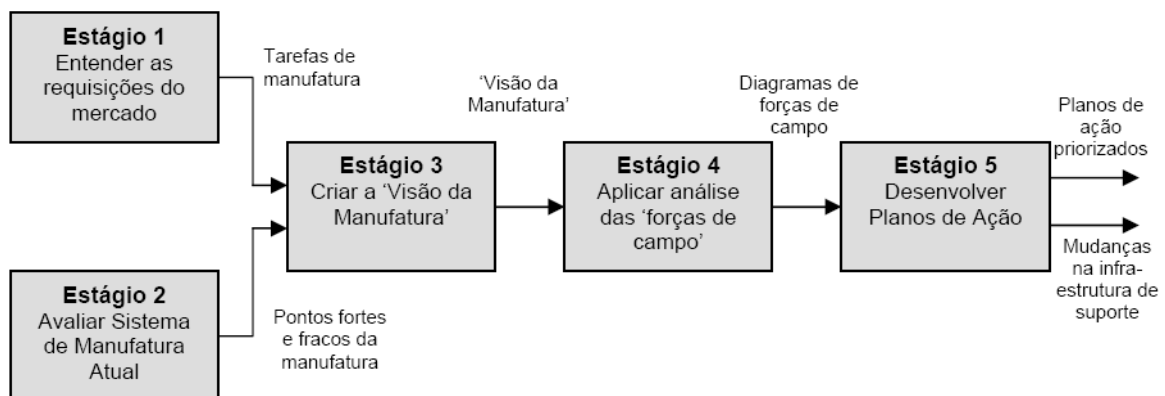 Estágio 1
Entender as
requisições do
mercado
Tarefas de
manufatura
Estágio 2
Avaliar Sistema
de Manufatura
Atual
Pontos fortes
e fracos da
manufatura
Estágio 3
Criar a ‘Visão da
Manufatura’
‘Visão da
Manufatura’
Estágio 4
Aplicar análise
das ‘forças de
campo’
Diagramas de
forças de
campo
Estágio 5
Desenvolver
Planos de Ação
Planos de
ação
priorizados
Mudanças
na infra-
estrutura de
suporte